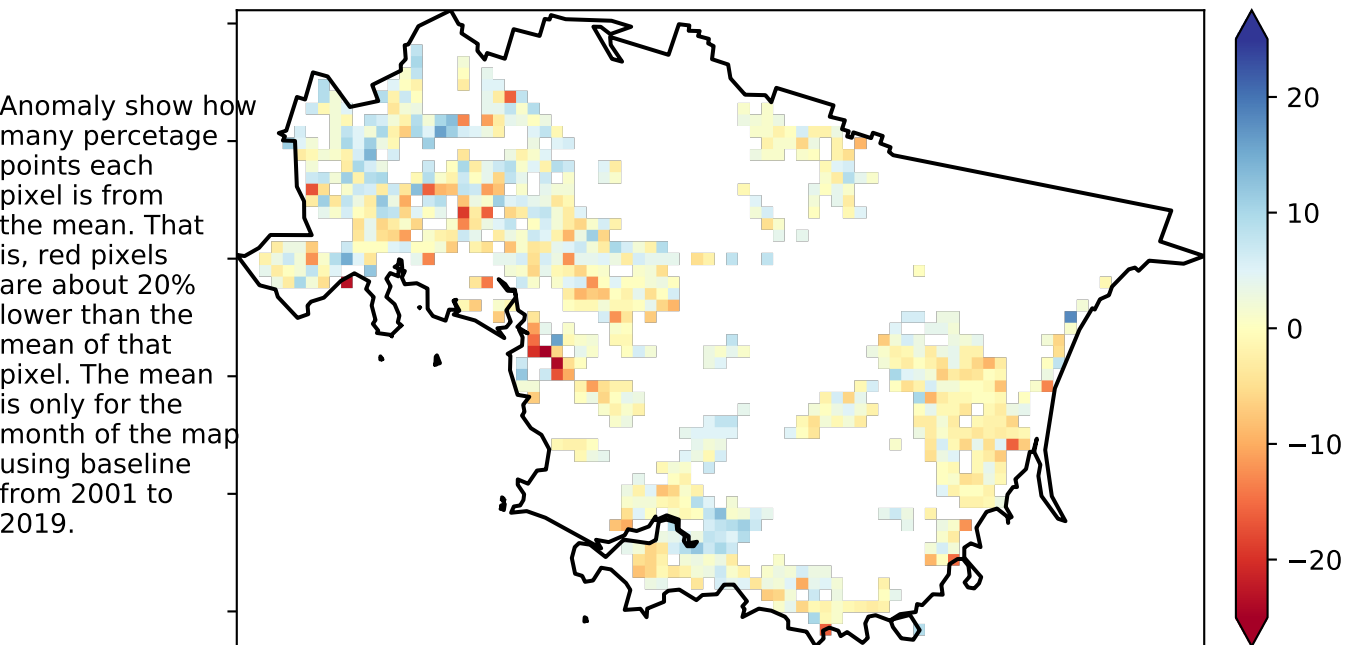 Anomaly show how
many percetage
points each
pixel is from
the mean. That
is, red pixels
are about 20%
lower than the
mean of that
pixel. The mean
is only for the
month of the map
using baseline
from 2001 to
2019.
20
10
0
−10
−20